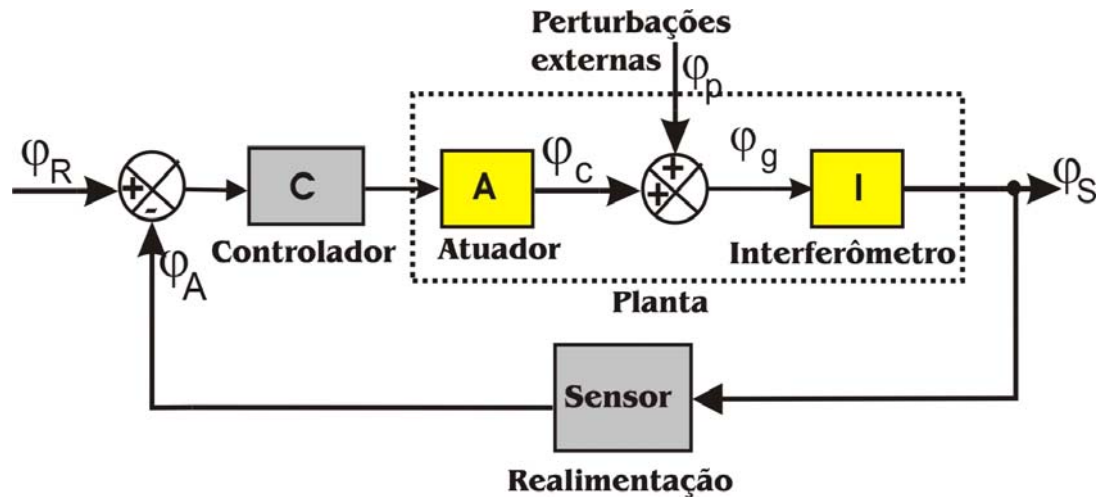 Perturbações
externas
φp
φR
+
-
C
Controlador
A
Atuador
φc
+
+
φg
I
Interferômetro
φS
φA
Planta
Sensor
Realimentação